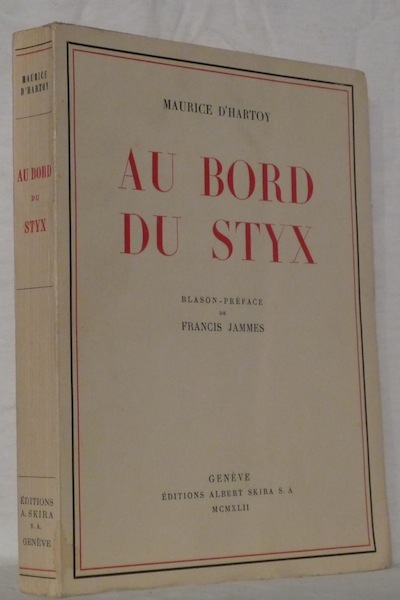 MAURICE
D'HARTOY
AU BORD
DU
STYX
ÉDITIONS
A. SKIRA
S. A.
GENÈVE
MAURICE D'HARTOY
AU BORD
DU STYX
BLASON-PRÉFACE
DE
FRANCIS JAMMES
GENÈVE
ÉDITIONS ALBERT SKIRA S. A
MCMXLII